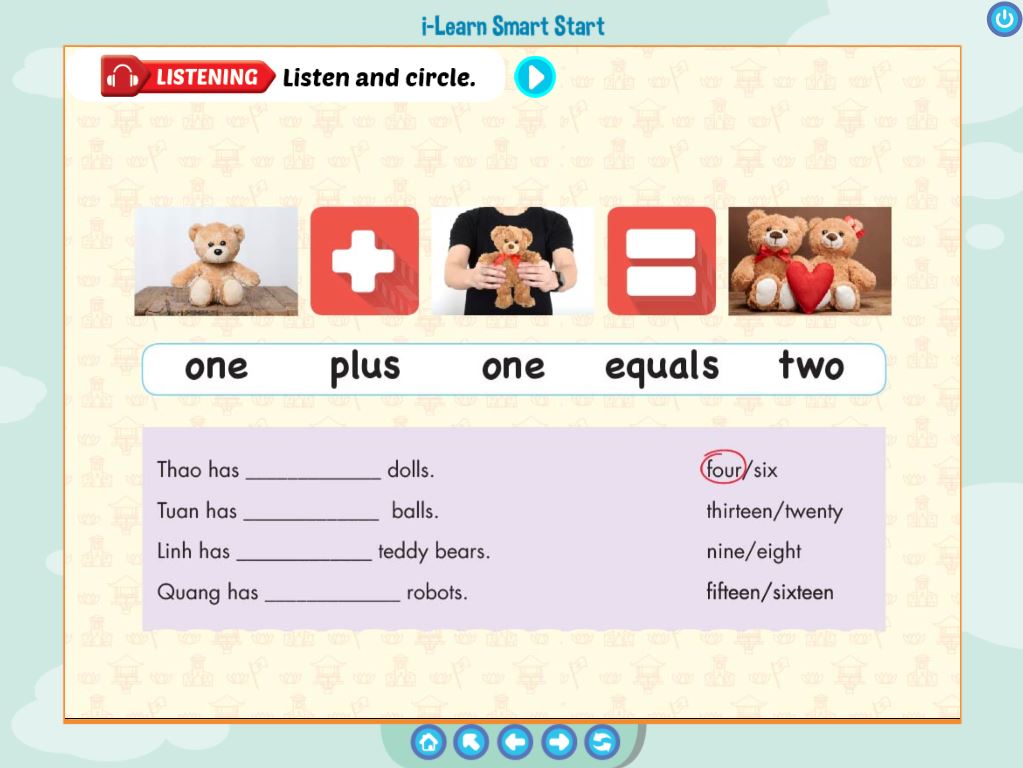 i-Learn Smart Start
LISTENING Listen and circle.
one plus one equals two
Thao has ____________ dolls. four/six
Tuan has ____________ balls. thirteen/twenty
Linh has ____________ teddy bears. nine/eight
Quang has ____________ robots. fifteen/sixteen